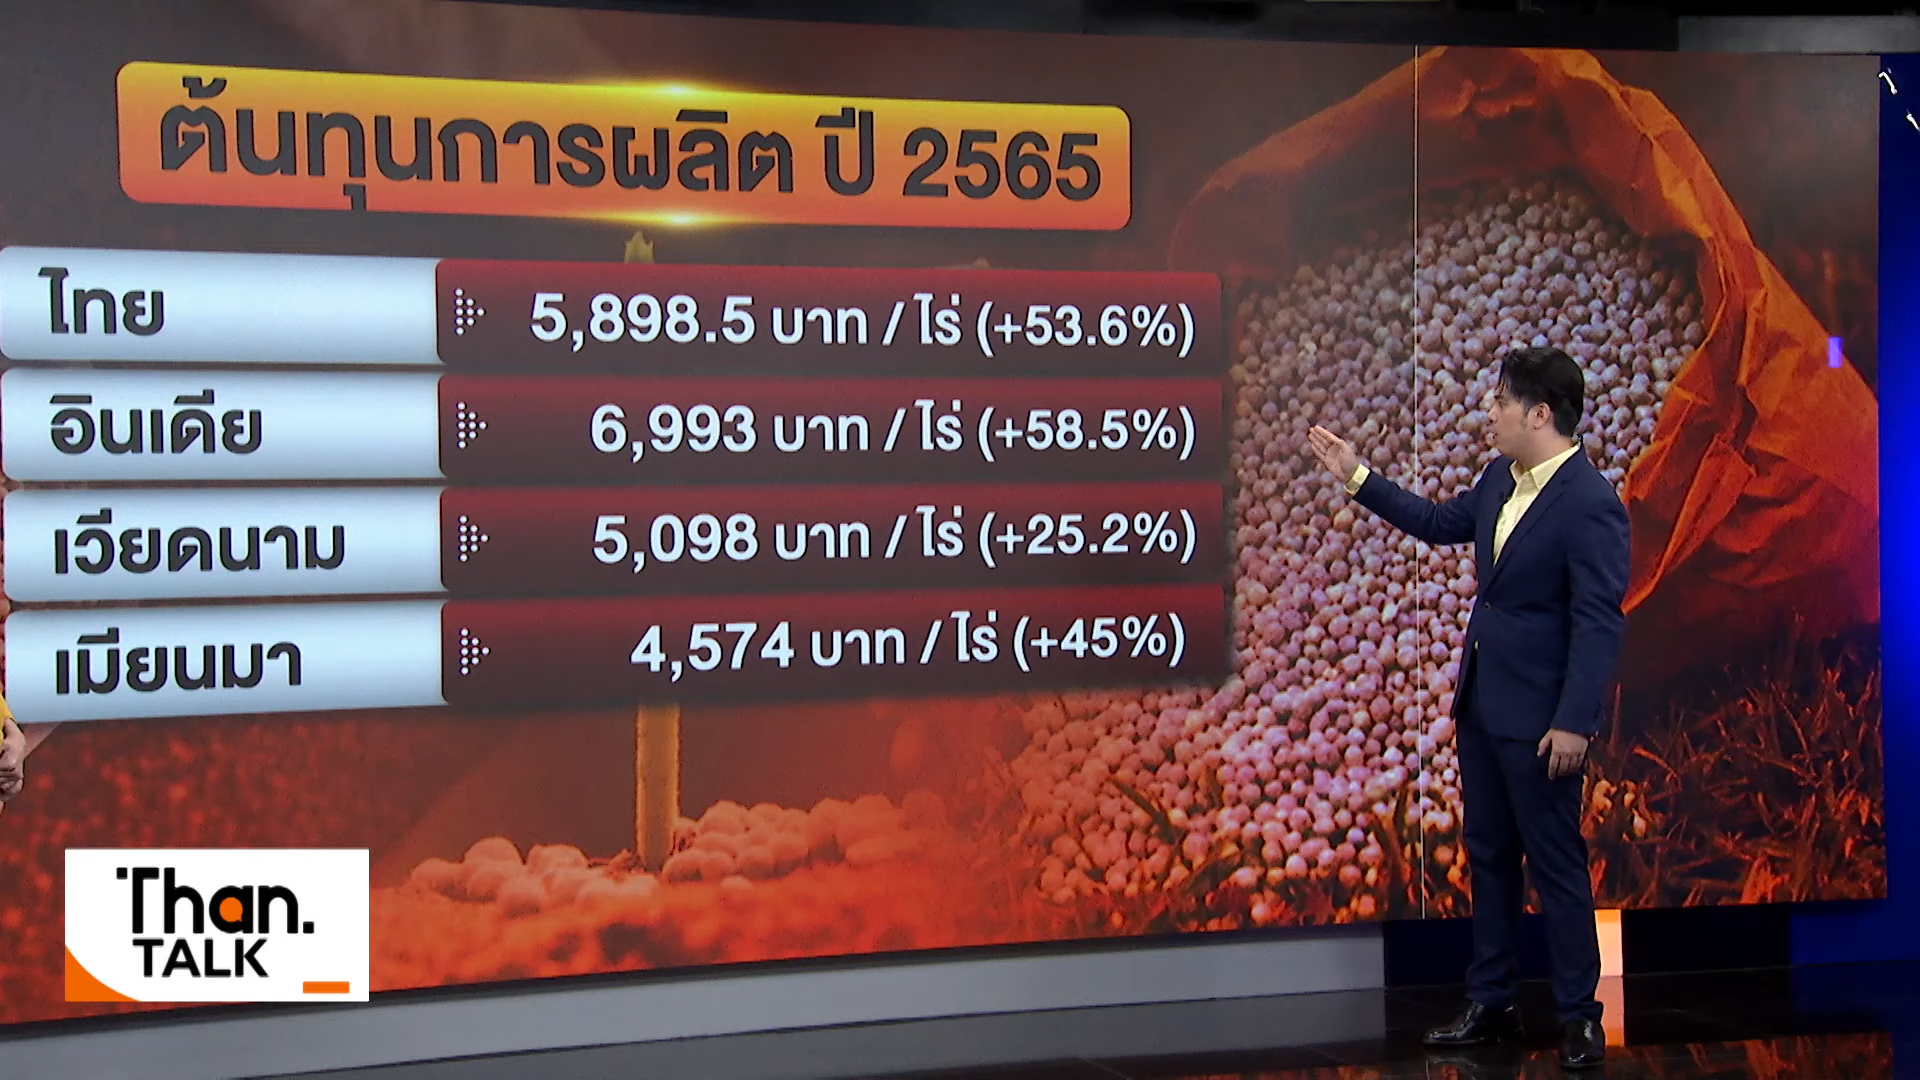 ต้นทุนการผลิต ปี 2565
ไทย 5,898.5 บาท / ไร่ (+53.6%)
อินเดีย 6,993 บาท / ไร่ (+58.5%)
เวียดนาม 5,098 บาท / ไร่ (+25.2%)
เมียนมา 4,574 บาท / ไร่ (+45%)
Than.
TALK